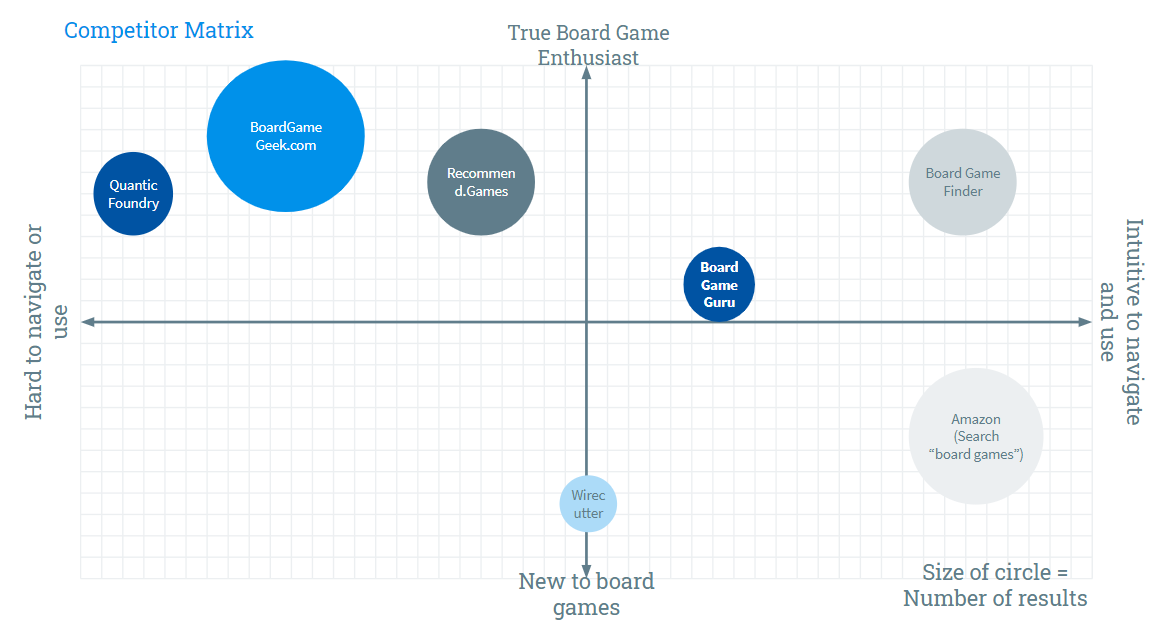 Competitor Matrix
True Board Game
Enthusiast
BoardGame
Geek.com
Quantic
Foundry
Recommen
d.Games
Board Game
Finder
Board
Game
Guru
Hard to navigate or
use
Intuitive to navigate
and use
Amazon
(Search
“board games”)
Wirec
utter
New to board
games
Size of circle =
Number of results